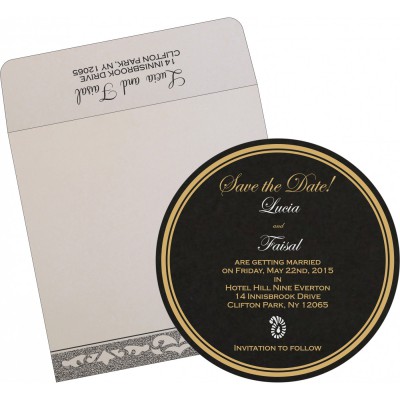 Lucia and Faisal
14 INNISBROOK DRIVE
CLIFTON PARK, NY 12065
Save the Date!
Lucia
and
Faisal
ARE GETTING MARRIED
ON FRIDAY, MAY 22ND, 2015
IN
HOTEL HILL NINE EVERTON
14 INNISBROOK DRIVE
CLIFTON PARK, NY 12065
INVITATION TO FOLLOW